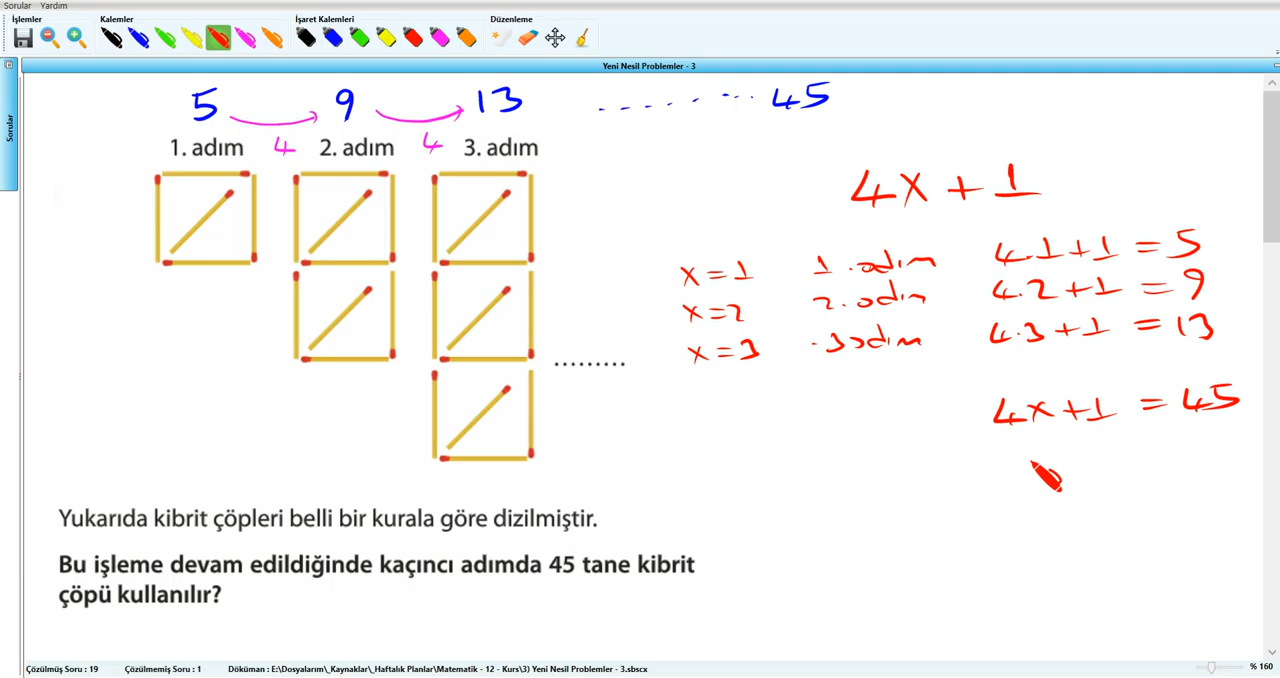 Sorular Yardım
İşlemler Kalemler İşaret Kalemleri Düzenleme
Yeni Nesil Problemler - 3
Sorular
5 9 13 ........ 45
1. adım 4 2. adım 4 3. adım
4x + 1
x=1 1.adım 4.1+1 = 5
x=2 2.adım 4.2+1 = 9
x=3 .3adım 4.3+1 = 13
.........
4x+1 = 45
Yukarıda kibrit çöpleri belli bir kurala göre dizilmiştir.
Bu işleme devam edildiğinde kaçıncı adımda 45 tane kibrit
çöpü kullanılır?
Çözülmüş Soru : 19 Çözülmemiş Soru : 1 Döküman : E:\Dosyalarım\_Kaynaklar\_Haftalık Planlar\Matematik - 12 - Kurs\3) Yeni Nesil Problemler - 3.sbscx % 160